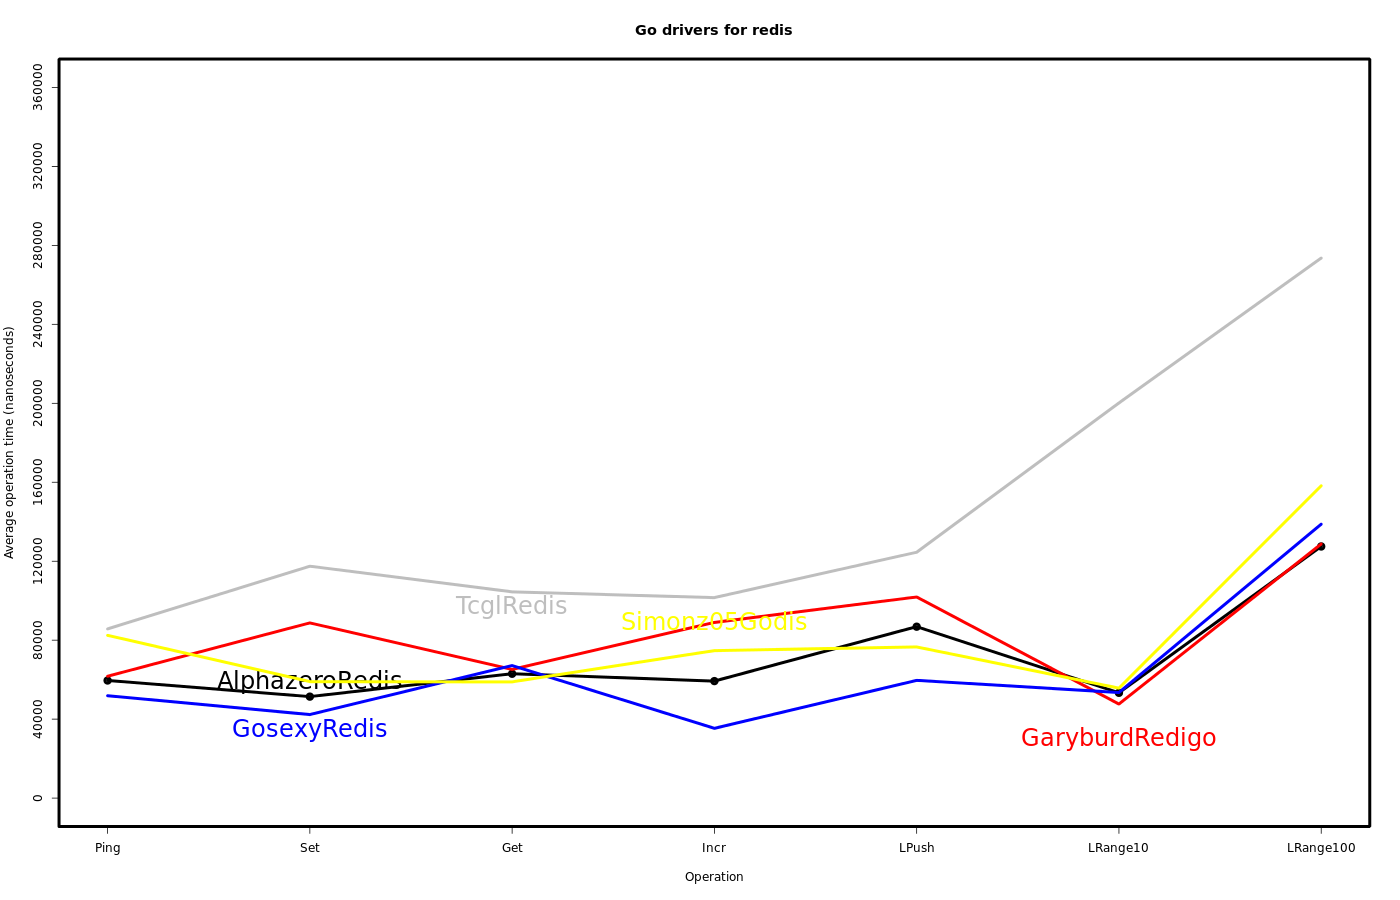 Go drivers for redis
Average operation time (nanoseconds)
360000
320000
280000
240000
200000
160000
120000
80000
40000
0
TcglRedis
Simonz05Godis
AlphazeroRedis
GosexyRedis
GaryburdRedigo
Ping Set Get Incr LPush LRange10 LRange100
Operation